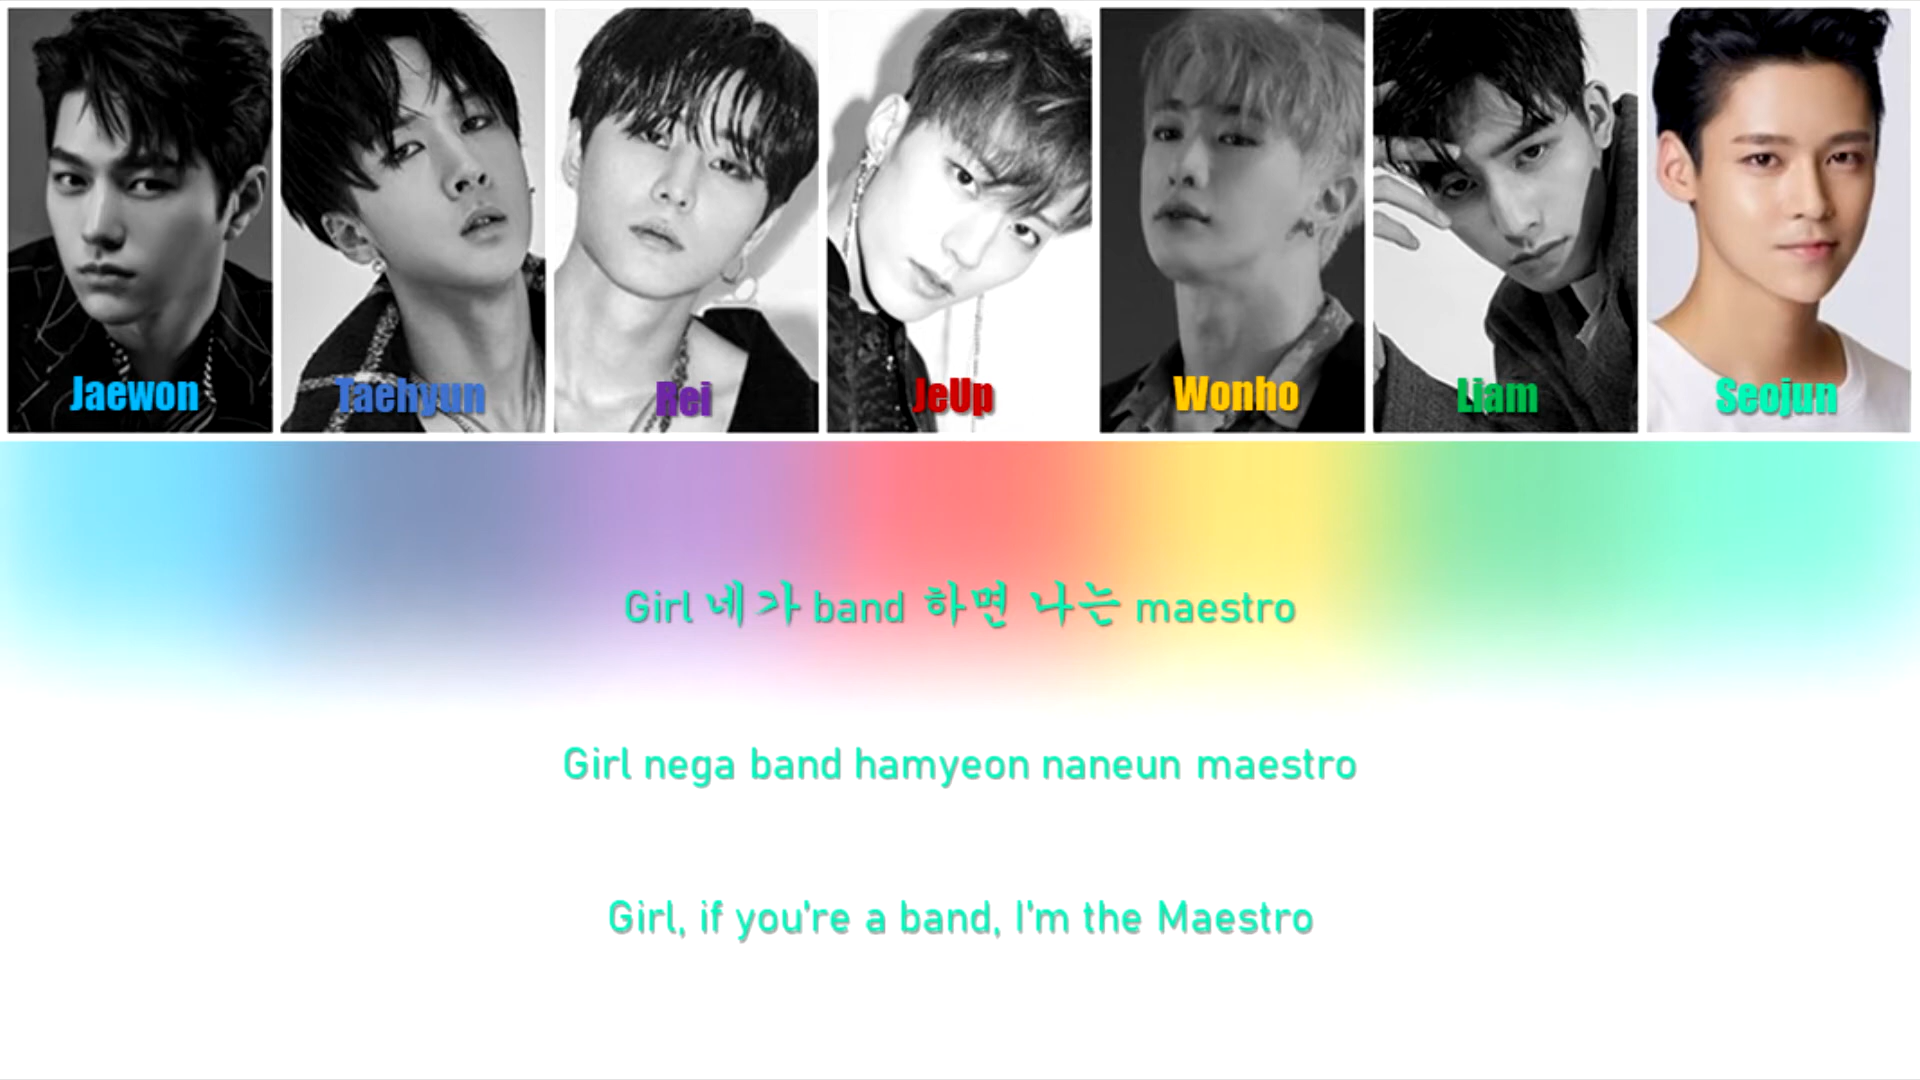 Jaewon
Taehyun
Rei
JeUp
Wonho
Liam
Seojun
Girl 네가 band 하면 나는 maestro
Girl nega band hamyeon naneun maestro
Girl, if you're a band, I'm the Maestro